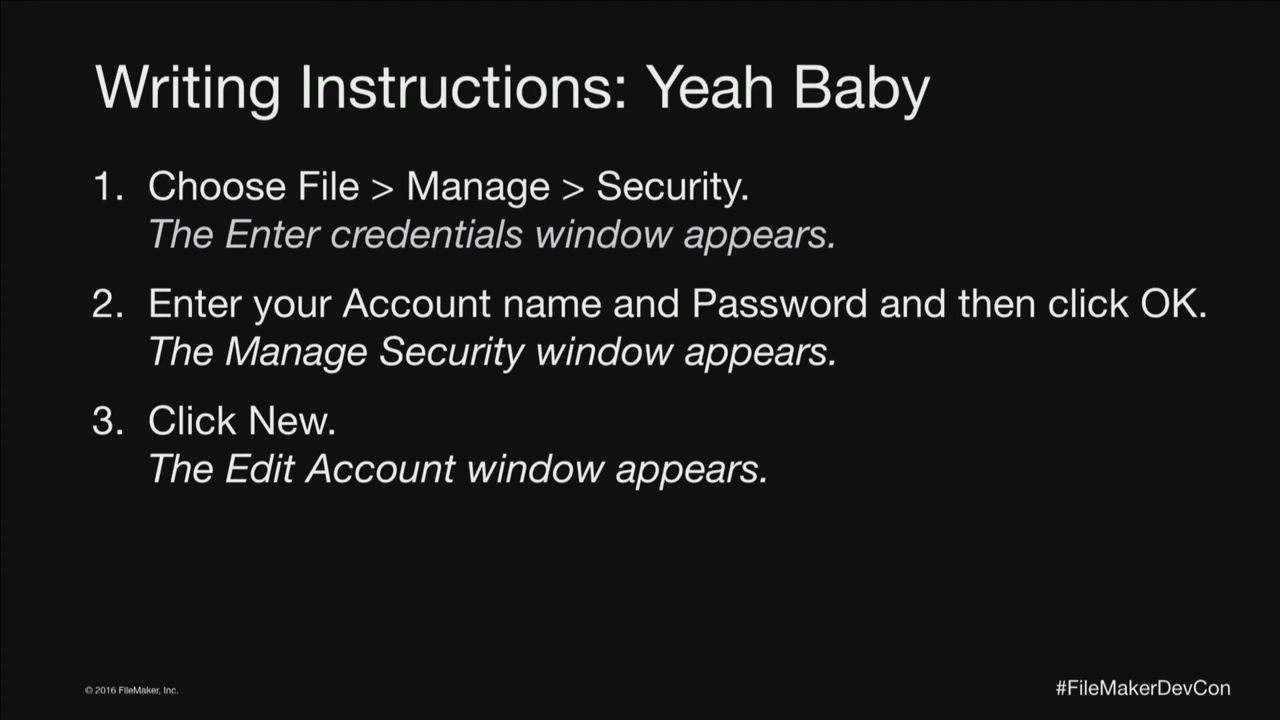 Writing Instructions: Yeah Baby
1. Choose File > Manage > Security.
The Enter credentials window appears.
2. Enter your Account name and Password and then click OK.
The Manage Security window appears.
3. Click New.
The Edit Account window appears.
© 2016 FileMaker, Inc.
#FileMakerDevCon